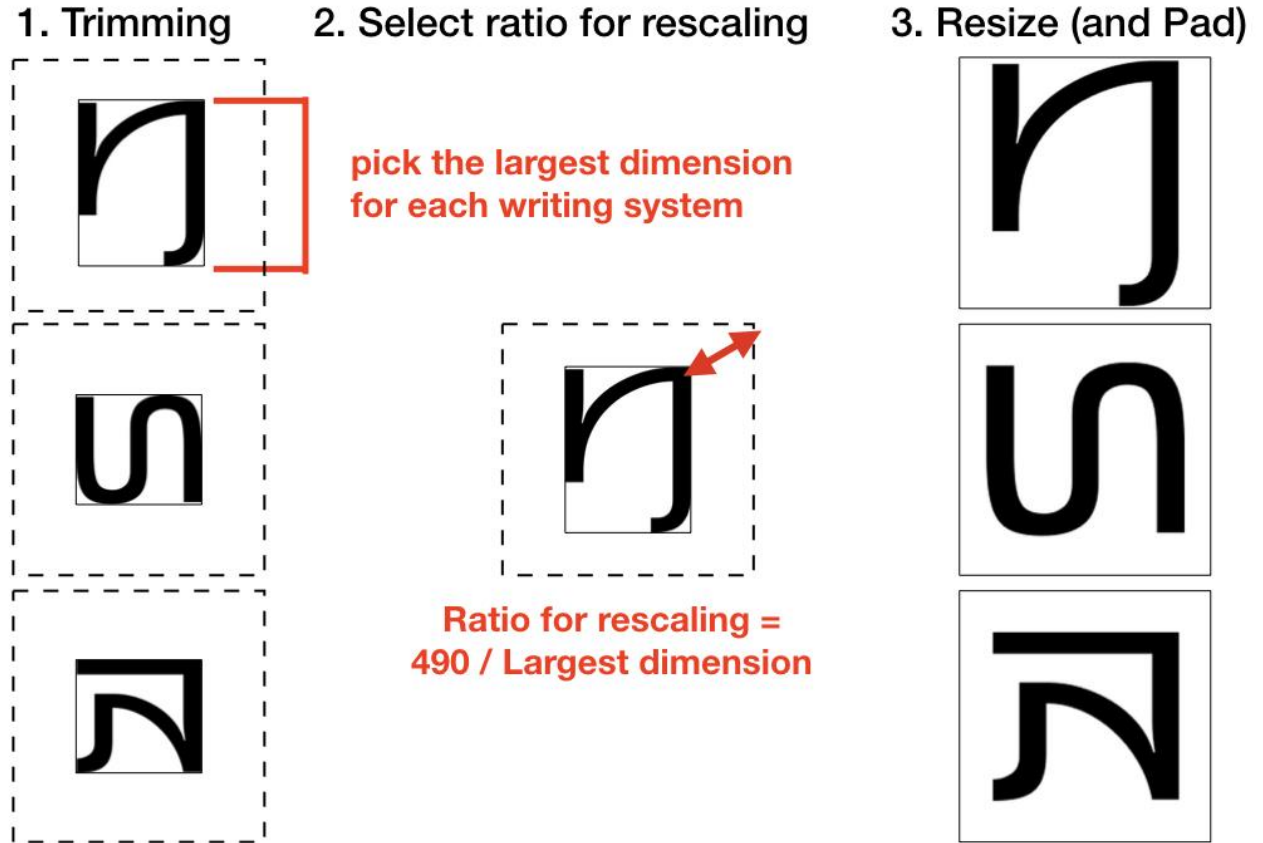 1. Trimming
2. Select ratio for rescaling
3. Resize (and Pad)
pick the largest dimension
for each writing system
Ratio for rescaling =
490 / Largest dimension